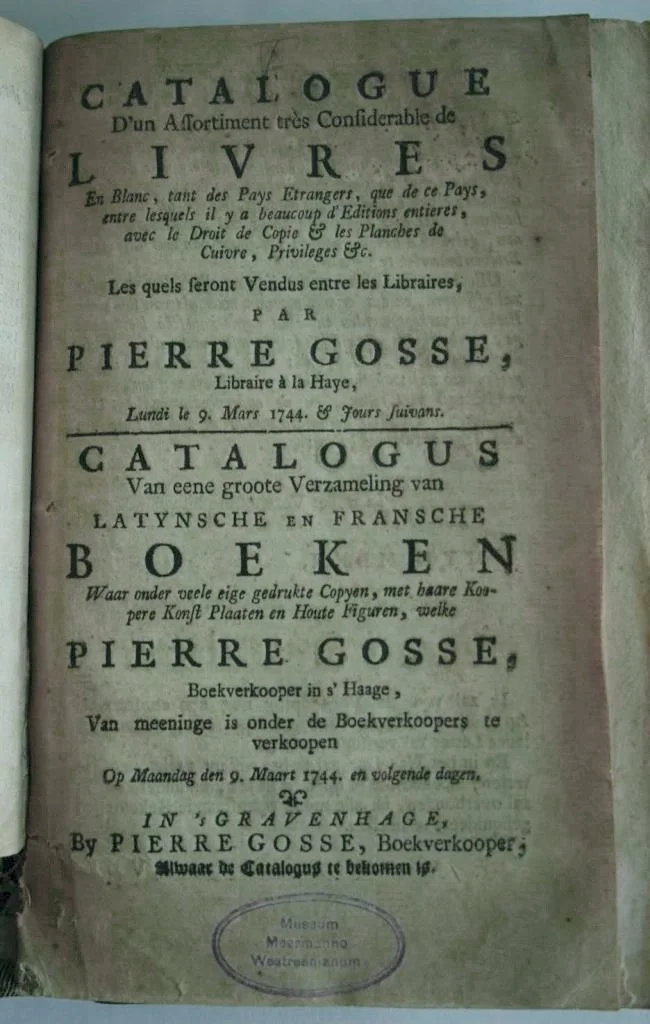 CATALOGUE
D'un Aſſortiment très Conſiderable de
LIVRES
En Blanc, tant des Pays Etrangers, que de ce Pays,
entre lesquels il y a beaucoup d'Editions entieres,
avec le Droit de Copie & les Planches de
Cuivre, Privileges &c.
Les quels ſeront Vendus entre les Libraires,
PAR
PIERRE GOSSE,
Libraire à la Haye,
Lundi le 9. Mars 1744. & Jours ſuivans.
CATALOGUS
Van eene groote Verzameling van
LATYNSCHE EN FRANSCHE
BOEKEN
Waar onder veele eige gedrukte Copyen, met haare Koo-
pere Konſt Plaaten en Houte Figuren, welke
PIERRE GOSSE,
Boekverkooper in s' Haage,
Van meeninge is onder de Boekverkoopers te
verkoopen
Op Maandag den 9. Maart 1744. en volgende dagen.
IN 's GRAVENHAGE,
By PIERRE GOSSE, Boekverkooper;
Alwaar de Catalogus te bekomen is.
Museum
Meermanno
Westreenianum